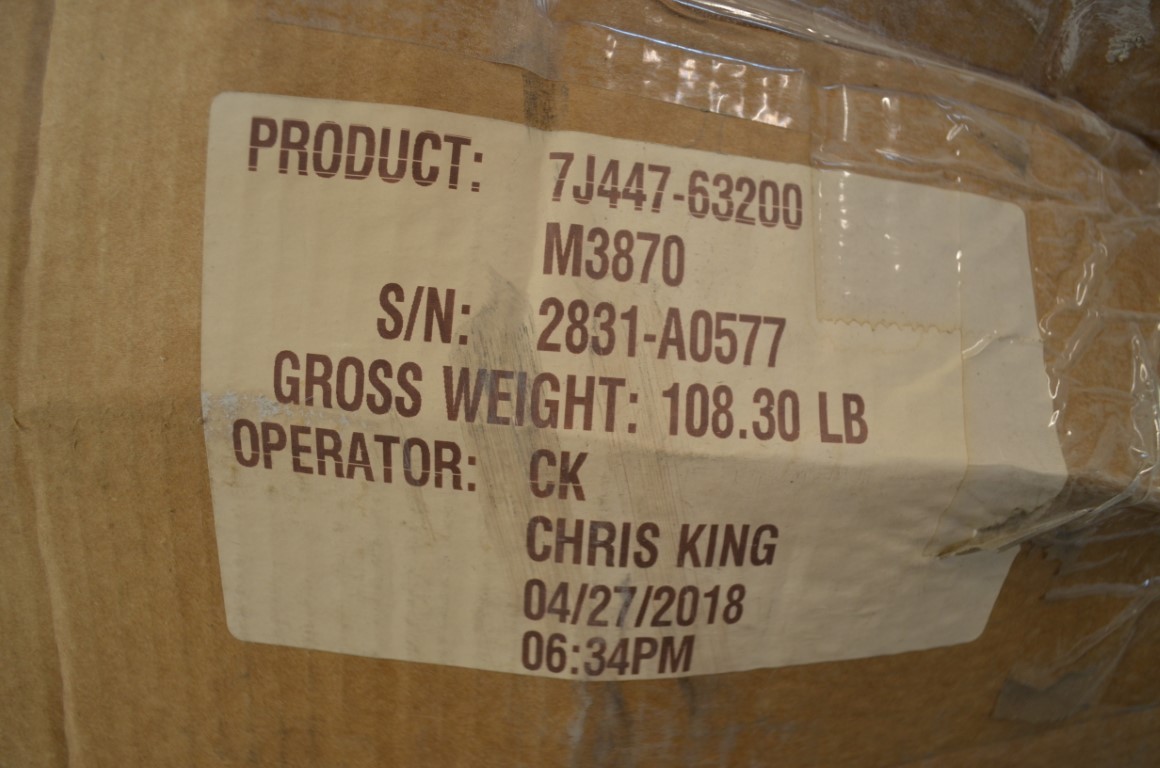 PRODUCT: 7J447-63200
M3870
S/N: 2831-A0577
GROSS WEIGHT: 108.30 LB
OPERATOR: CK
CHRIS KING
04/27/2018
06:34PM